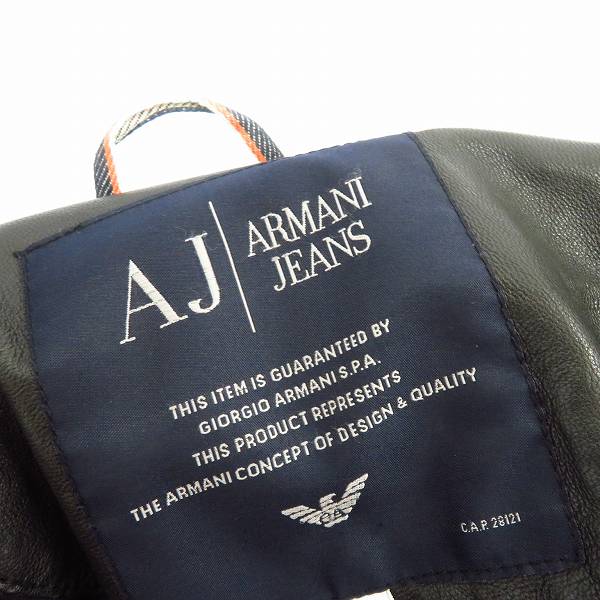 AJ
ARMANI
JEANS
THIS ITEM IS GUARANTEED BY
GIORGIO ARMANI S.P.A.
THIS PRODUCT REPRESENTS
THE ARMANI CONCEPT OF DESIGN & QUALITY
C.A.P. 28121